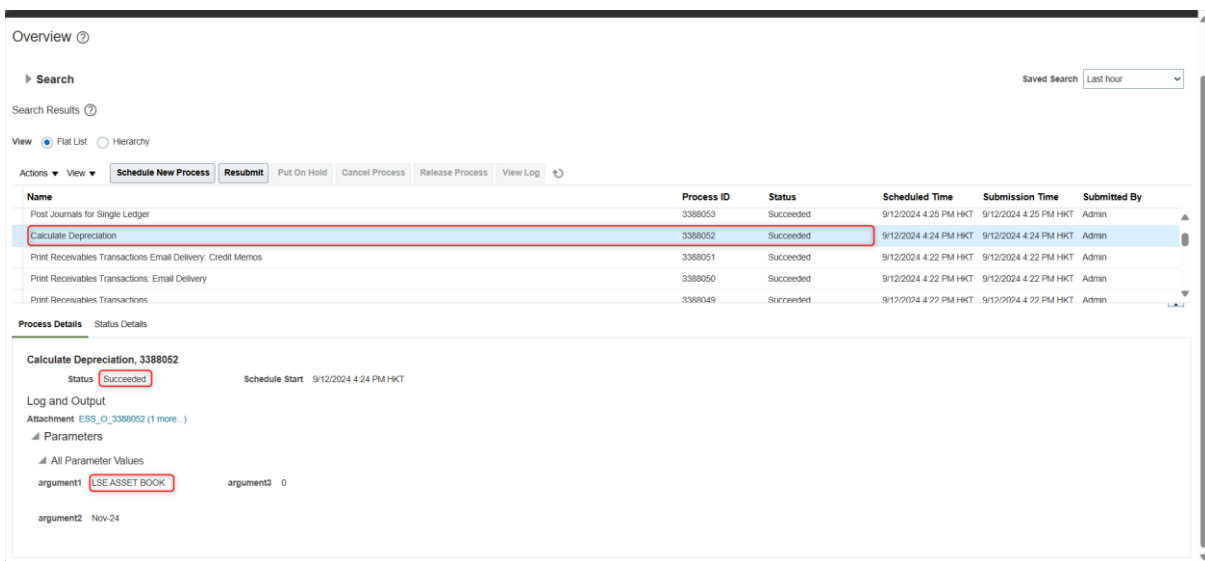 Overview
Search
Saved Search Last hour
Search Results
View Flat List Hierarchy
Actions View Schedule New Process Resubmit Put On Hold Cancel Process Release Process View Log
Name Process ID Status Scheduled Time Submission Time Submitted By
Post Journals for Single Ledger 3388053 Succeeded 9/12/2024 4:25 PM HKT 9/12/2024 4:25 PM HKT Admin
Calculate Depreciation 3388052 Succeeded 9/12/2024 4:24 PM HKT 9/12/2024 4:24 PM HKT Admin
Print Receivables Transactions Email Delivery: Credit Memos 3388051 Succeeded 9/12/2024 4:22 PM HKT 9/12/2024 4:22 PM HKT Admin
Print Receivables Transactions: Email Delivery 3388050 Succeeded 9/12/2024 4:22 PM HKT 9/12/2024 4:22 PM HKT Admin
Print Receivables Transactions 3388049 Succeeded 9/12/2024 4:22 PM HKT 9/12/2024 4:22 PM HKT Admin
Process Details Status Details
Calculate Depreciation, 3388052
Status Succeeded Schedule Start 9/12/2024 4:24 PM HKT
Log and Output
Attachment ESS_O_3388052 (1 more...)
Parameters
All Parameter Values
argument1 LSE ASSET BOOK argument3 0
argument2 Nov-24